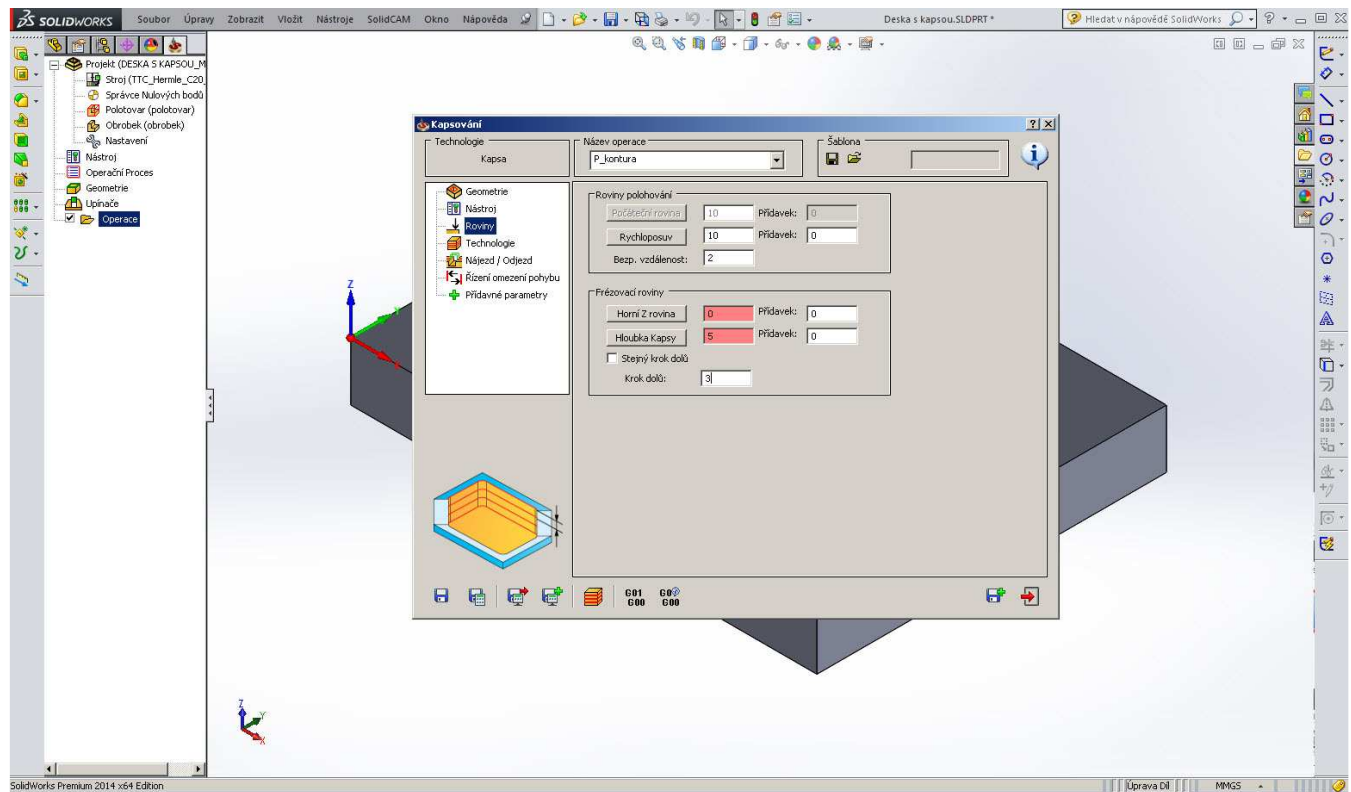 SOLIDWORKS Soubor Úpravy Zobrazit Vložit Nástroje SolidCAM Okno Nápověda Deska s kapsou.SLDPRT * Hledat v nápovědě SolidWorks
Projekt (DESKA S KAPSOU_M
Stroj (TTC_Hermle_C20_
Správce Nulových bodů
Polotovar (polotovar)
Obrobek (obrobek)
Nastavení
Nástroj
Operační Proces
Geometrie
Upínače
Operace
Kapsování
Technologie
Kapsa
Název operace
P_kontura
Šablona
Geometrie
Nástroj
Roviny
Technologie
Nájezd / Odjezd
Řízení omezení pohybu
Přídavné parametry
Roviny polohování
Počáteční rovina 10 Přídavek: 0
Rychloposuv 10 Přídavek: 0
Bezp. vzdálenost: 2
Frézovací roviny
Horní Z rovina 0 Přídavek: 0
Hloubka Kapsy 5 Přídavek: 0
Stejný krok dolů
Krok dolů: 3
G01 G00
G00 G00
Z
Y
X
Z
Y
X
SolidWorks Premium 2014 x64 Edition Úprava Díl MMGS